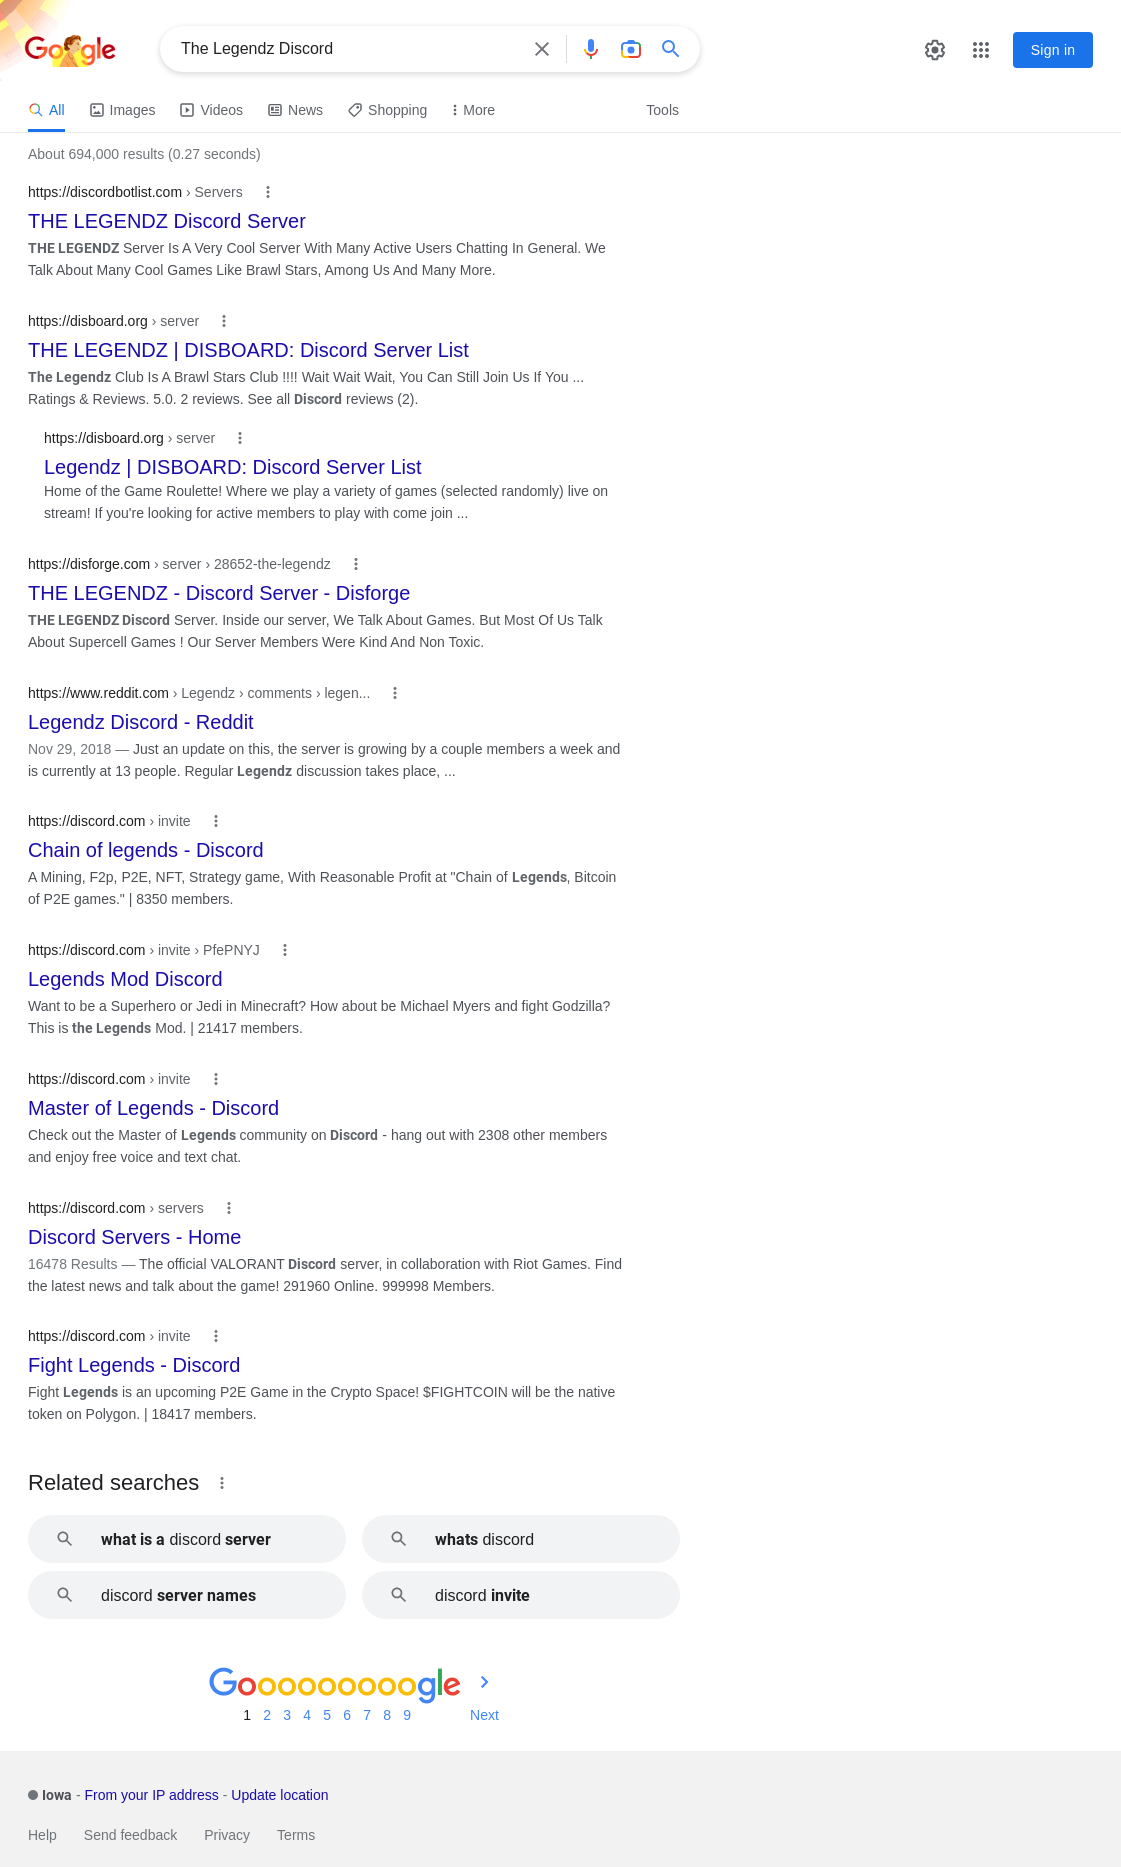 Google
The Legendz Discord
Sign in
All Images Videos News Shopping More Tools
About 694,000 results (0.27 seconds)
https://discordbotlist.com › Servers
THE LEGENDZ Discord Server
THE LEGENDZ Server Is A Very Cool Server With Many Active Users Chatting In General. We
Talk About Many Cool Games Like Brawl Stars, Among Us And Many More.
https://disboard.org › server
THE LEGENDZ | DISBOARD: Discord Server List
The Legendz Club Is A Brawl Stars Club !!!! Wait Wait Wait, You Can Still Join Us If You ...
Ratings & Reviews. 5.0. 2 reviews. See all Discord reviews (2).
https://disboard.org › server
Legendz | DISBOARD: Discord Server List
Home of the Game Roulette! Where we play a variety of games (selected randomly) live on
stream! If you're looking for active members to play with come join ...
https://disforge.com › server › 28652-the-legendz
THE LEGENDZ - Discord Server - Disforge
THE LEGENDZ Discord Server. Inside our server, We Talk About Games. But Most Of Us Talk
About Supercell Games ! Our Server Members Were Kind And Non Toxic.
https://www.reddit.com › Legendz › comments › legen...
Legendz Discord - Reddit
Nov 29, 2018 — Just an update on this, the server is growing by a couple members a week and
is currently at 13 people. Regular Legendz discussion takes place, ...
https://discord.com › invite
Chain of legends - Discord
A Mining, F2p, P2E, NFT, Strategy game, With Reasonable Profit at "Chain of Legends, Bitcoin
of P2E games." | 8350 members.
https://discord.com › invite › PfePNYJ
Legends Mod Discord
Want to be a Superhero or Jedi in Minecraft? How about be Michael Myers and fight Godzilla?
This is the Legends Mod. | 21417 members.
https://discord.com › invite
Master of Legends - Discord
Check out the Master of Legends community on Discord - hang out with 2308 other members
and enjoy free voice and text chat.
https://discord.com › servers
Discord Servers - Home
16478 Results — The official VALORANT Discord server, in collaboration with Riot Games. Find
the latest news and talk about the game! 291960 Online. 999998 Members.
https://discord.com › invite
Fight Legends - Discord
Fight Legends is an upcoming P2E Game in the Crypto Space! $FIGHTCOIN will be the native
token on Polygon. | 18417 members.
Related searches
what is a discord server
whats discord
discord server names
discord invite
Goooooooooogle
1 2 3 4 5 6 7 8 9 Next
Iowa - From your IP address - Update location
Help Send feedback Privacy Terms